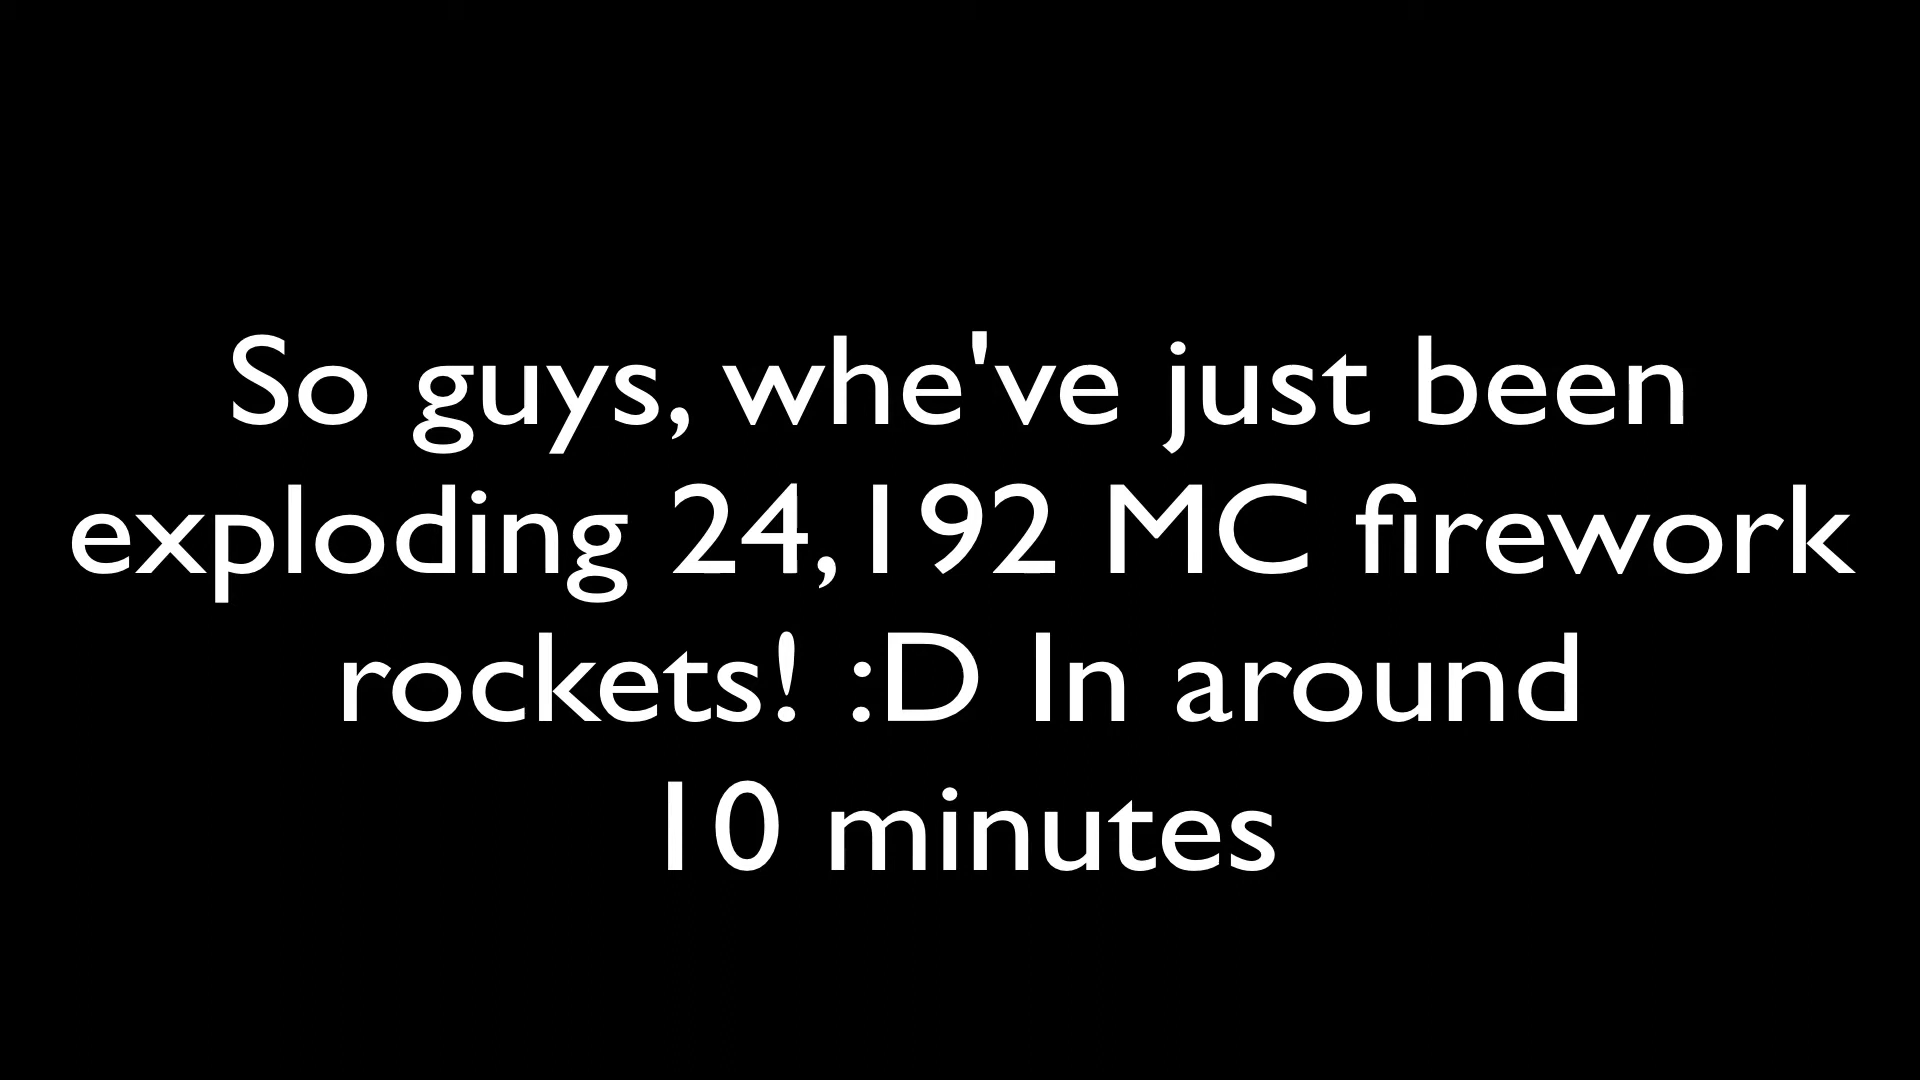 So guys, whe've just been
exploding 24,192 MC firework
rockets! :D In around
10 minutes